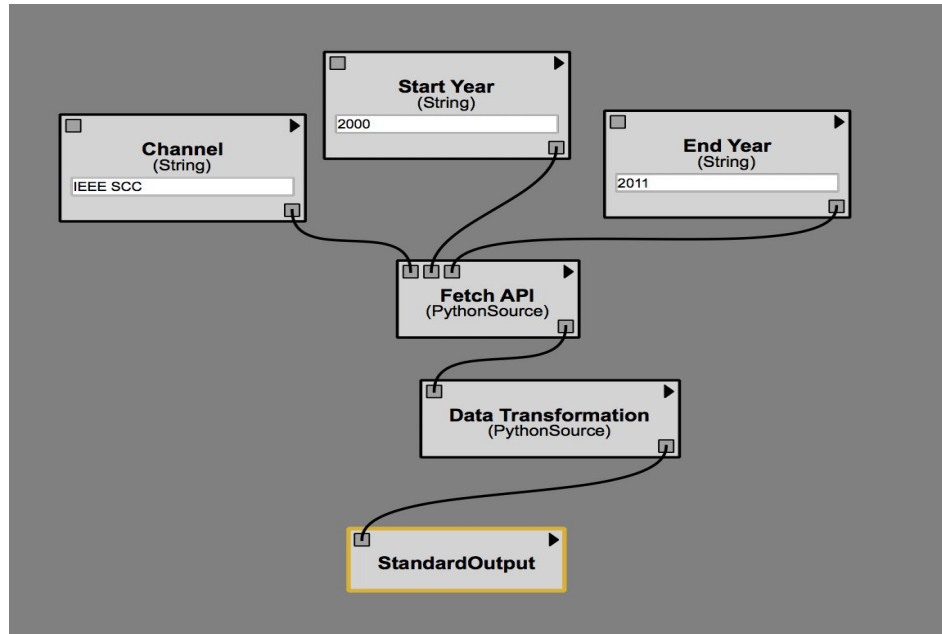 Start Year
(String)
2000
Channel
(String)
IEEE SCC
End Year
(String)
2011
Fetch API
(PythonSource)
Data Transformation
(PythonSource)
StandardOutput